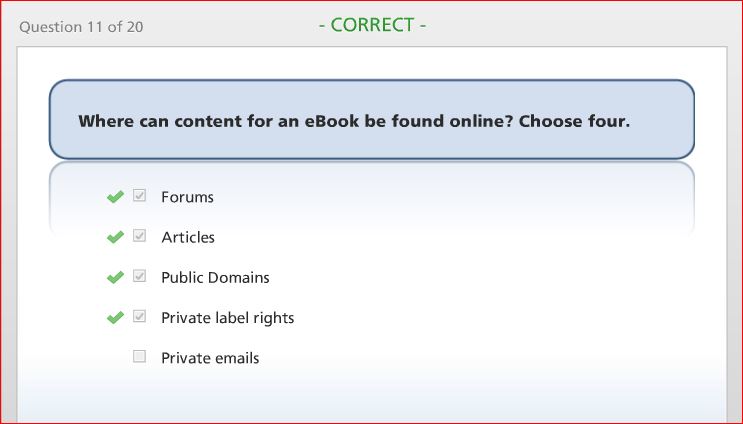 Question 11 of 20
- CORRECT -
Where can content for an eBook be found online? Choose four.
Forums
Articles
Public Domains
Private label rights
Private emails